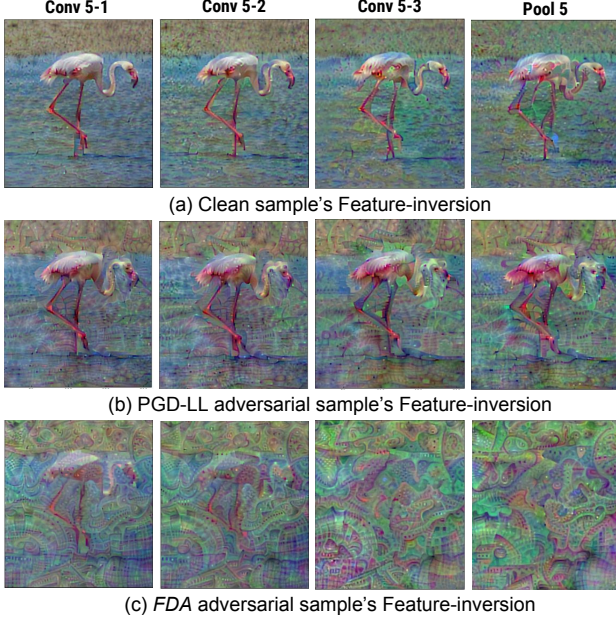 Conv 5-1 Conv 5-2 Conv 5-3 Pool 5
(a) Clean sample's Feature-inversion
(b) PGD-LL adversarial sample's Feature-inversion
(c) FDA adversarial sample's Feature-inversion